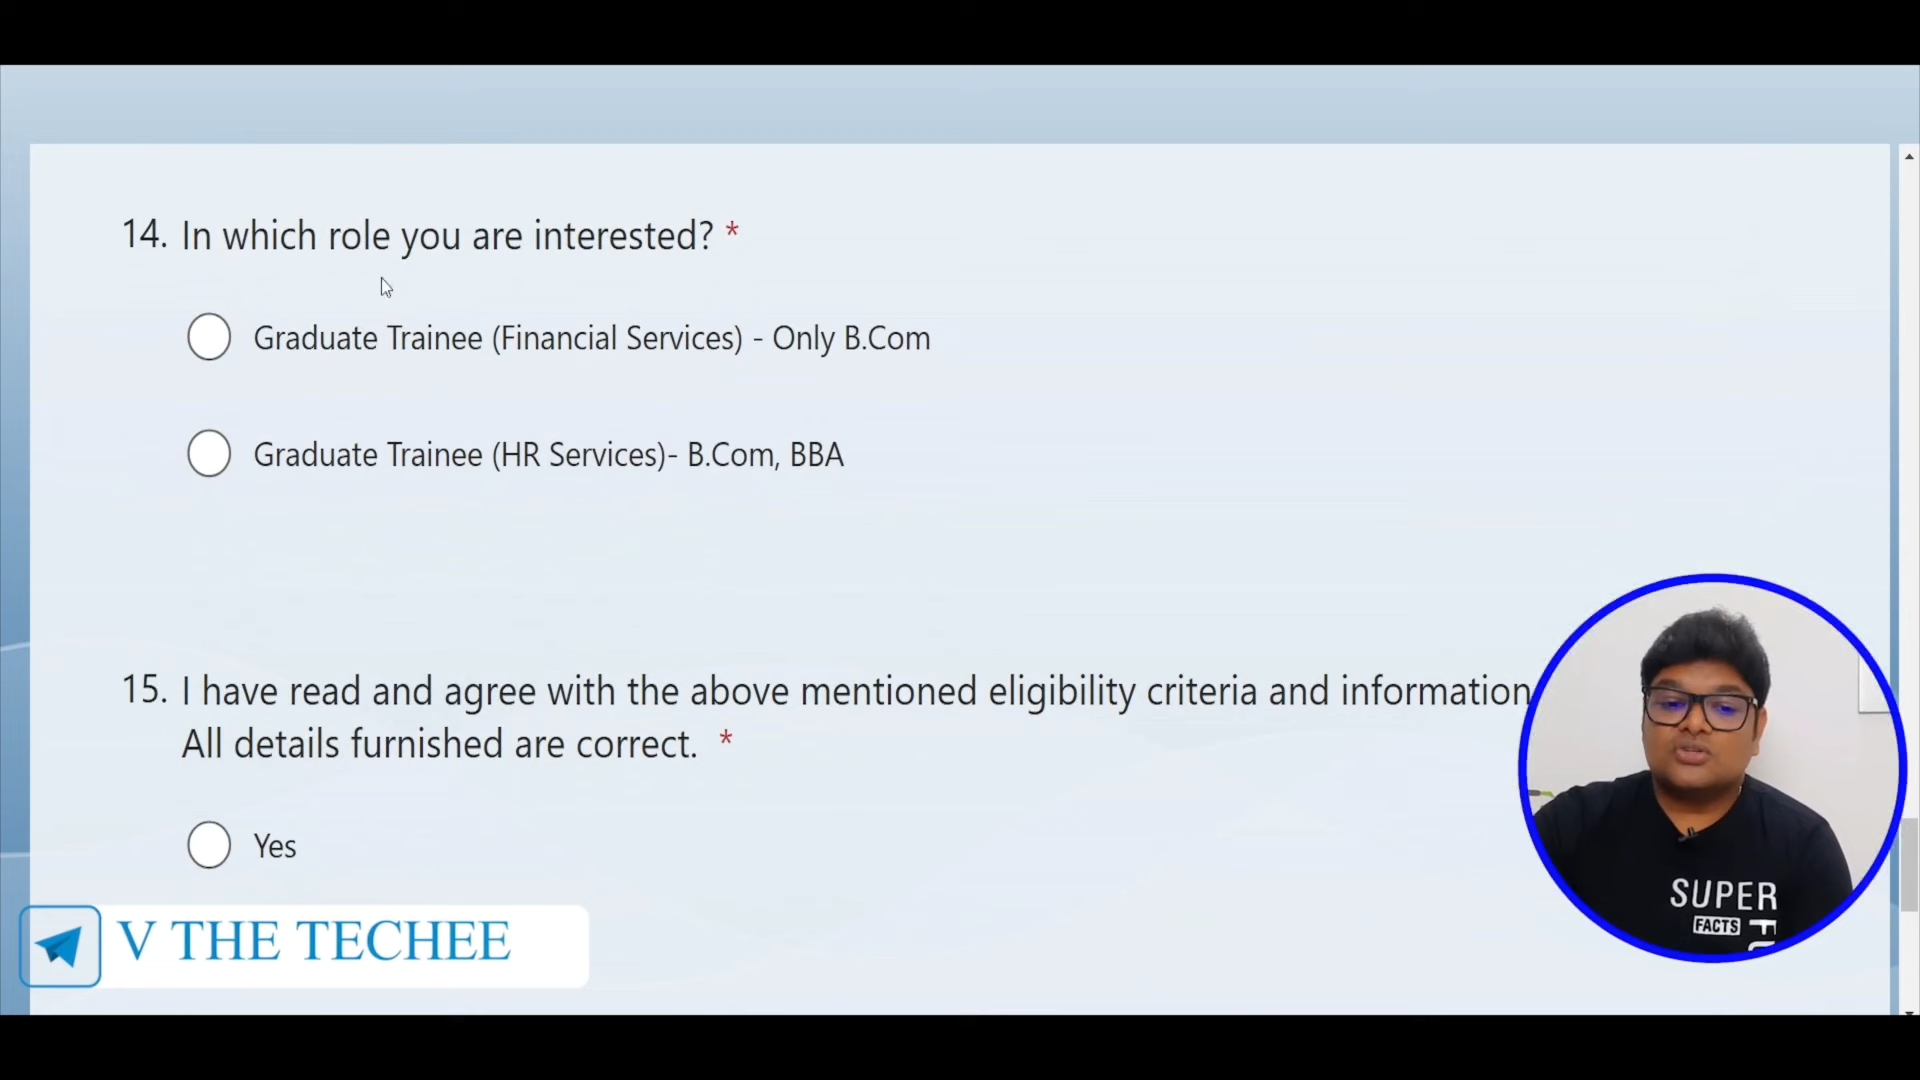 14. In which role you are interested? *
Graduate Trainee (Financial Services) - Only B.Com
Graduate Trainee (HR Services)- B.Com, BBA
15. I have read and agree with the above mentioned eligibility criteria and information
All details furnished are correct. *
Yes
V THE TECHEE
SUPER
FACTS